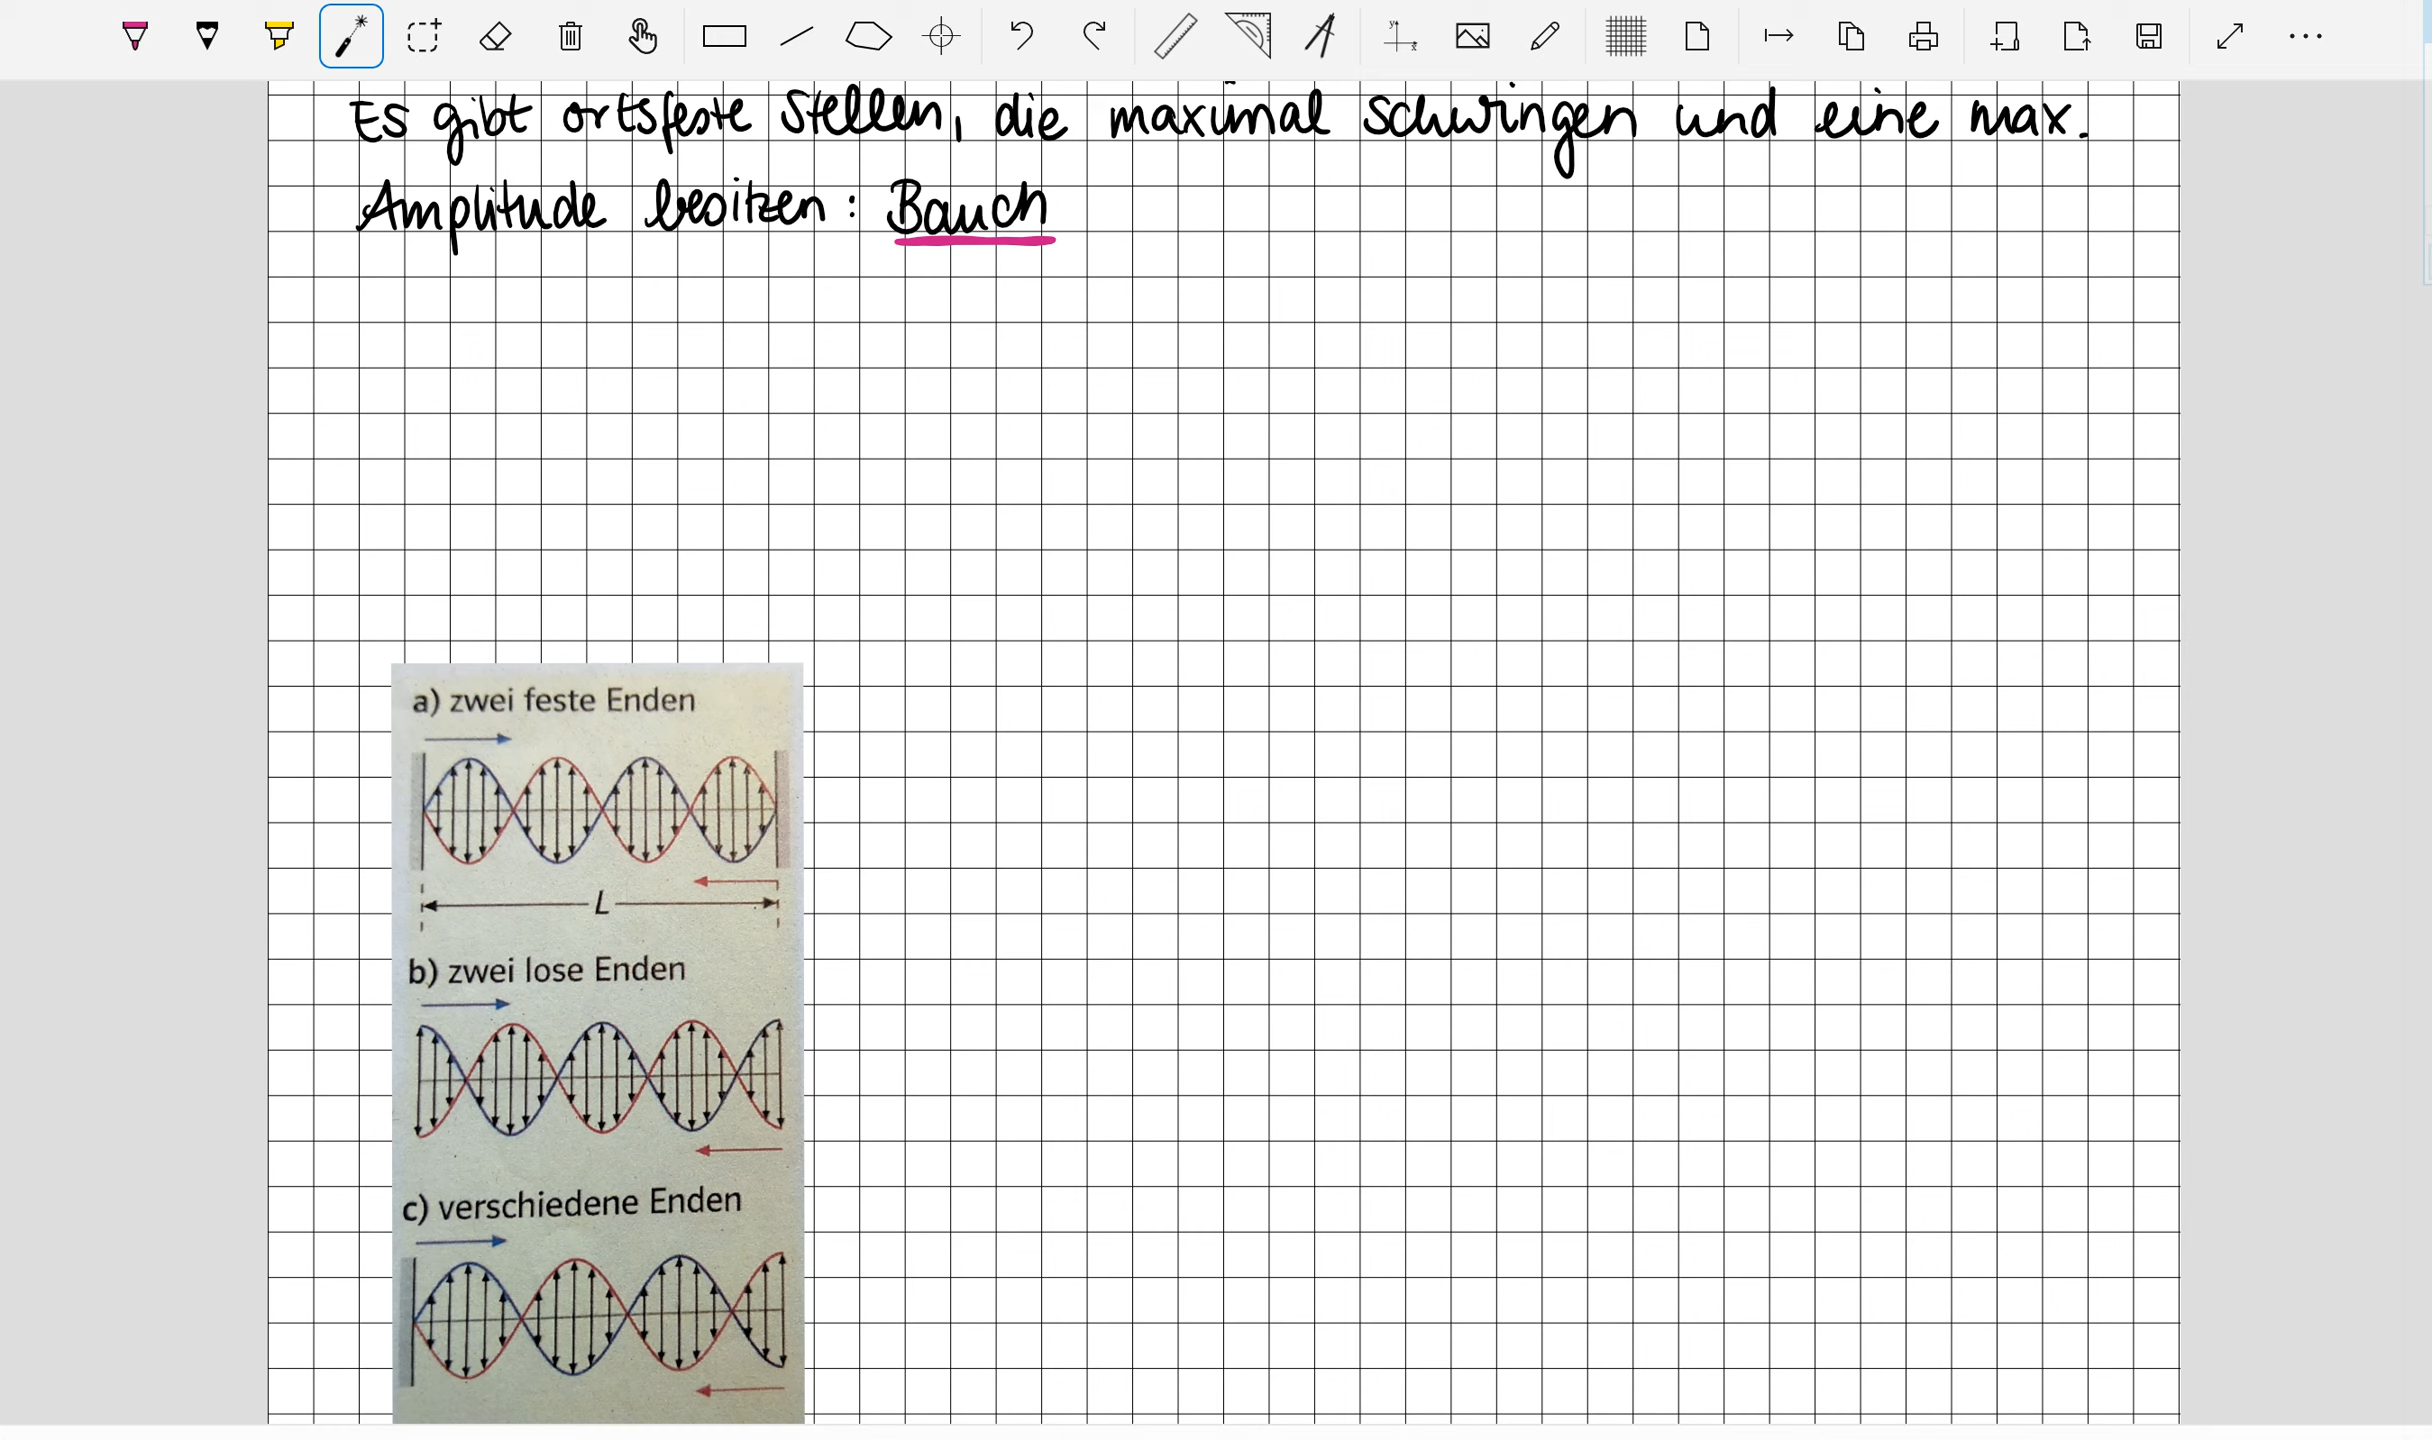 Es gibt ortsfeste Stellen, die maximal schwingen und eine max.
Amplitude besitzen: Bauch
a) zwei feste Enden
L
b) zwei lose Enden
c) verschiedene Enden